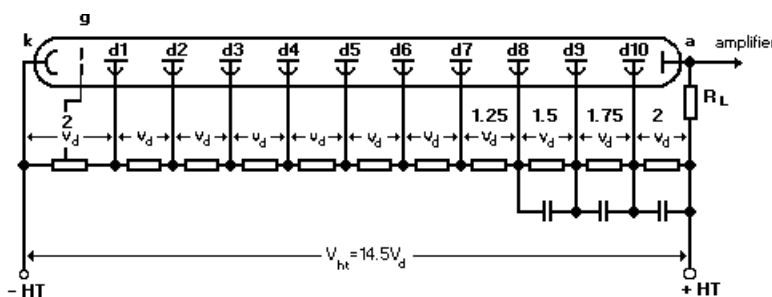 g
k d1 d2 d3 d4 d5 d6 d7 d8 d9 d10 a amplifier
R_L
2 1.25 1.5 1.75 2
v_d v_d v_d v_d v_d v_d v_d v_d v_d v_d v_d
V_ht=14.5V_d
– HT + HT